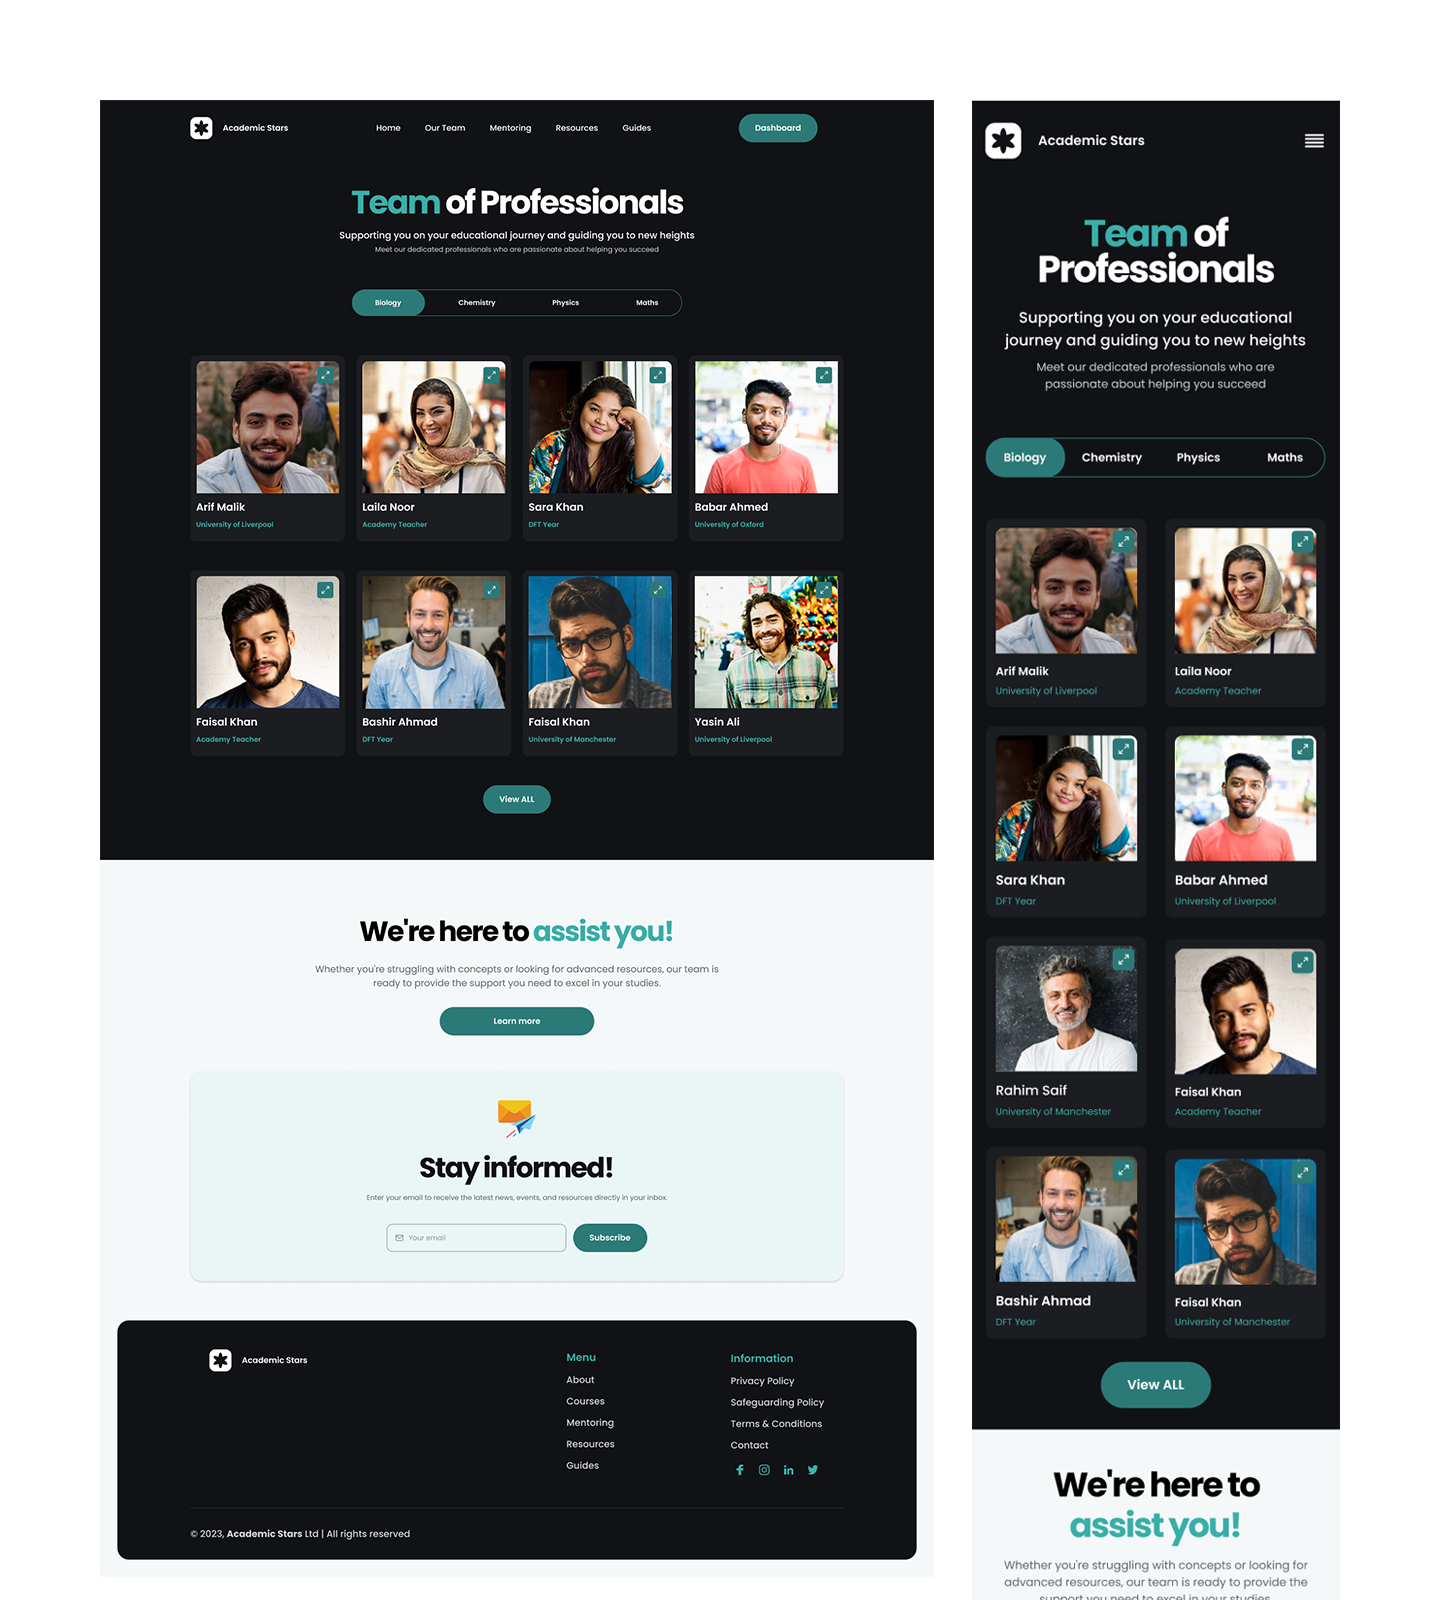 Academic Stars
Home Our Team Mentoring Resources Guides
Dashboard
Team of Professionals
Supporting you on your educational journey and guiding you to new heights
Meet our dedicated professionals who are passionate about helping you succeed
Biology Chemistry Physics Maths
Arif Malik
University of Liverpool
Laila Noor
Academy Teacher
Sara Khan
DFT Year
Babar Ahmed
University of Oxford
Faisal Khan
Academy Teacher
Bashir Ahmad
DFT Year
Faisal Khan
University of Manchester
Yasin Ali
University of Liverpool
View ALL
We're here to assist you!
Whether you're struggling with concepts or looking for advanced resources, our team is
ready to provide the support you need to excel in your studies.
Learn more
Stay informed!
Enter your email to receive the latest news, events, and resources directly in your inbox.
Your email
Subscribe
Academic Stars
Menu
About
Courses
Mentoring
Resources
Guides
Information
Privacy Policy
Safeguarding Policy
Terms & Conditions
Contact
© 2023, Academic Stars Ltd | All rights reserved
Academic Stars
Team of
Professionals
Supporting you on your educational
journey and guiding you to new heights
Meet our dedicated professionals who are
passionate about helping you succeed
Biology Chemistry Physics Maths
Arif Malik
University of Liverpool
Laila Noor
Academy Teacher
Sara Khan
DFT Year
Babar Ahmed
University of Liverpool
Rahim Saif
University of Manchester
Faisal Khan
Academy Teacher
Bashir Ahmad
DFT Year
Faisal Khan
University of Manchester
View ALL
We're here to
assist you!
Whether you're struggling with concepts or looking for
advanced resources, our team is ready to provide the
support you need to excel in your studies